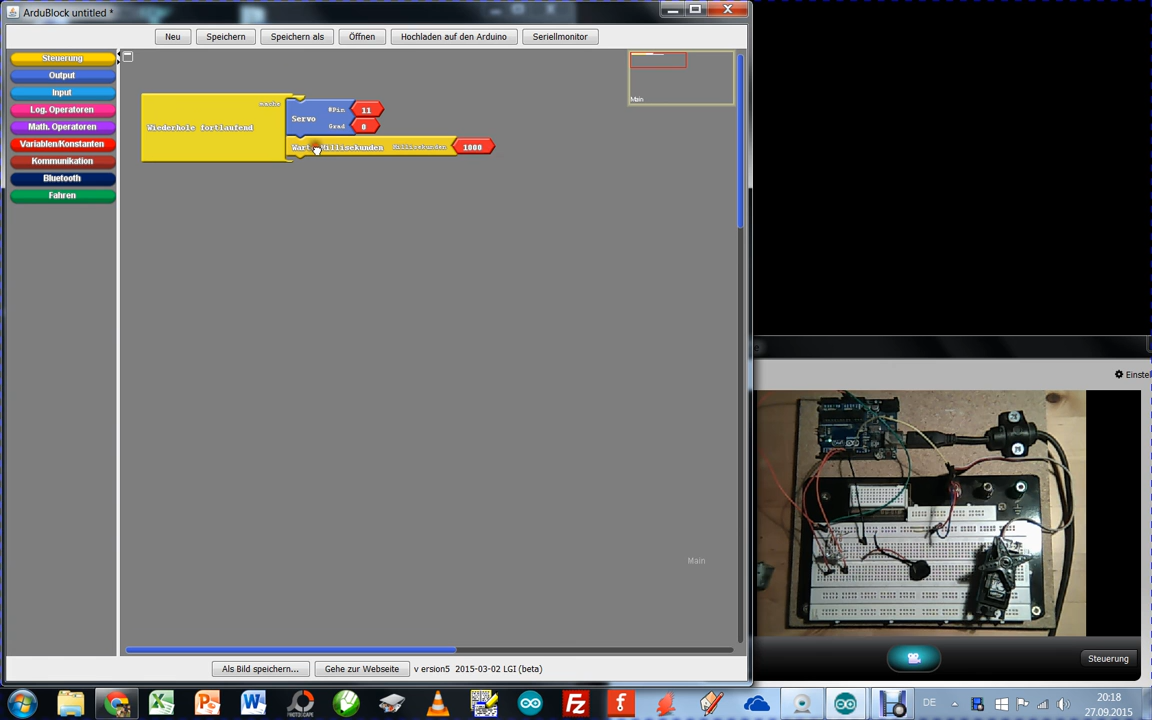 ArduBlock untitled *
Neu
Speichern
Speichern als
Öffnen
Hochladen auf den Arduino
Seriellmonitor
Steuerung
Output
Input
Log. Operatoren
Math. Operatoren
Variablen/Konstanten
Kommunikation
Bluetooth
Fahren
Main
Wiederhole fortlaufend
mache
Servo
#Pin
11
Grad
0
Millisekunden
Millisekunden
1000
Einste
Main
Als Bild speichern...
Gehe zur Webseite
v ersion5 2015-03-02 LGI (beta)
Steuerung
DE
20:18
27.09.2015